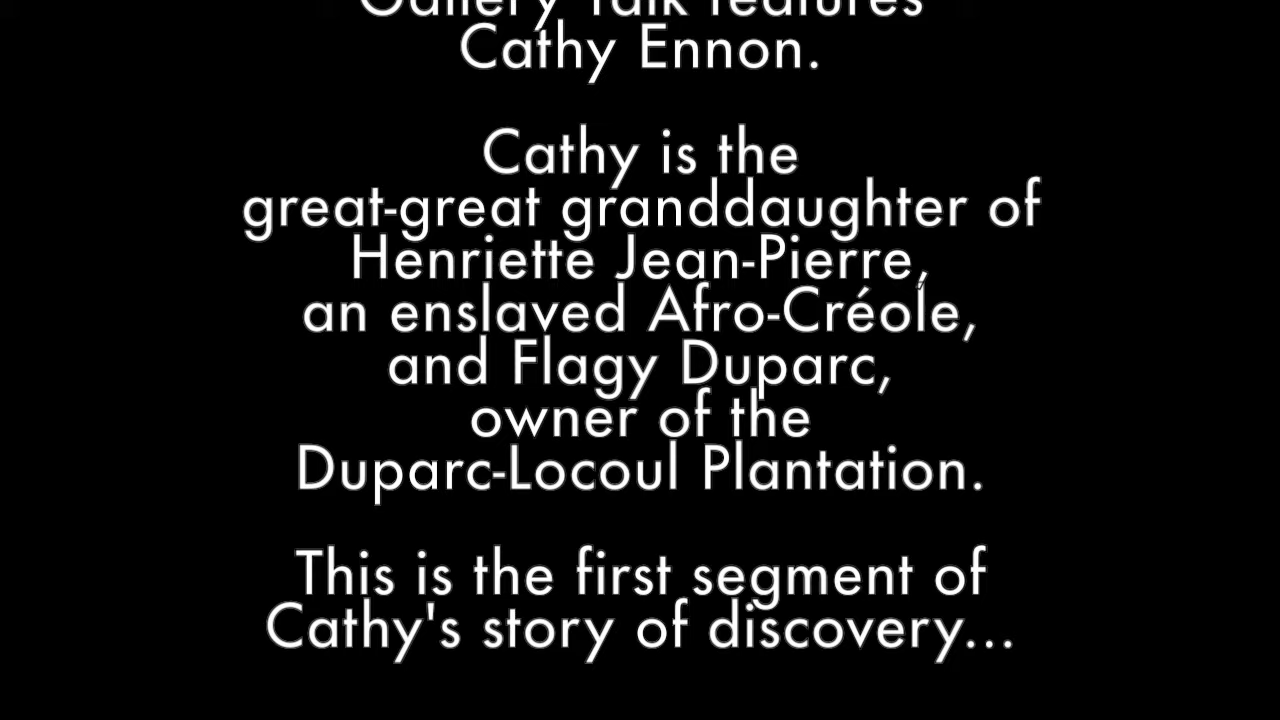 Gallery Talk features
Cathy Ennon.
Cathy is the
great-great granddaughter of
Henriette Jean-Pierre,
an enslaved Afro-Créole,
and Flagy Duparc,
owner of the
Duparc-Locoul Plantation.
This is the first segment of
Cathy's story of discovery...